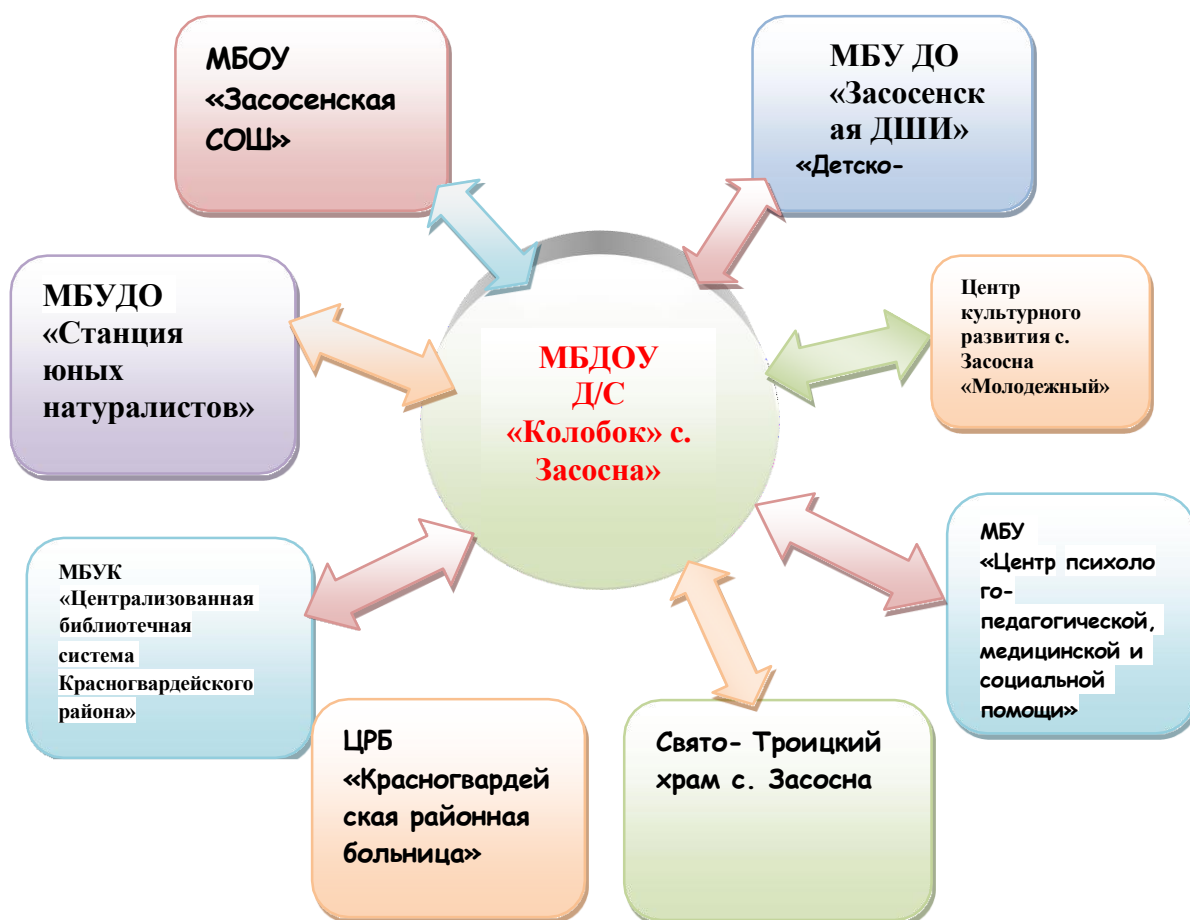 МБОУ
«Засосенская
СОШ»
МБУ ДО
«Засосенск
ая ДШИ»
«Детско-
МБУДО
«Станция
юных
натуралистов»
МБДОУ
Д/С
«Колобок» с.
Засосна»
Центр
культурного
развития с.
Засосна
«Молодежный»
МБУК
«Централизованная
библиотечная
система
Красногвардейского
района»
МБУ
«Центр психоло
го-
педагогической,
медицинской и
социальной
помощи»
ЦРБ
«Красногвардей
ская районная
больница»
Свято- Троицкий
храм с. Засосна